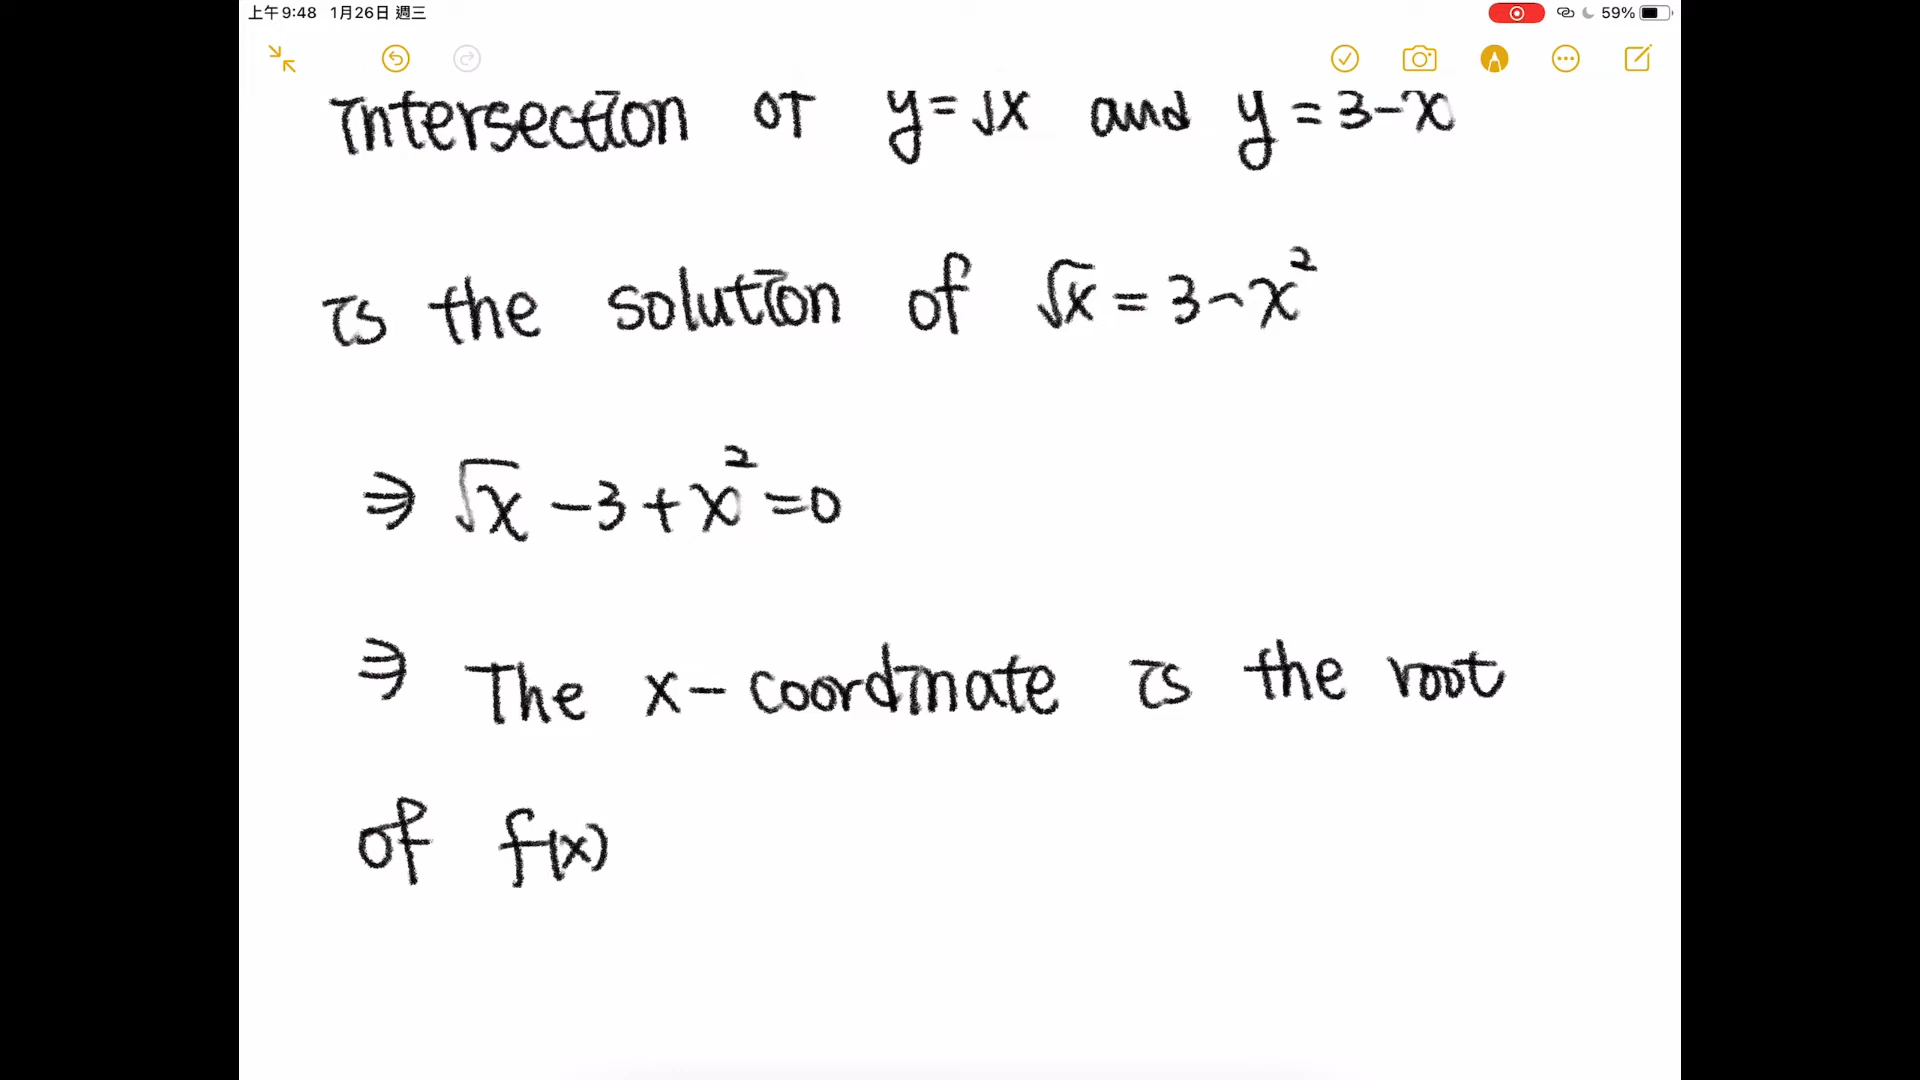 上午9:48 1月26日 週三
59%
intersection of y=√x and y=3-x
is the solution of √x=3-x²
⇒ √x-3+x²=0
⇒ The x-coordinate is the root
of f(x)